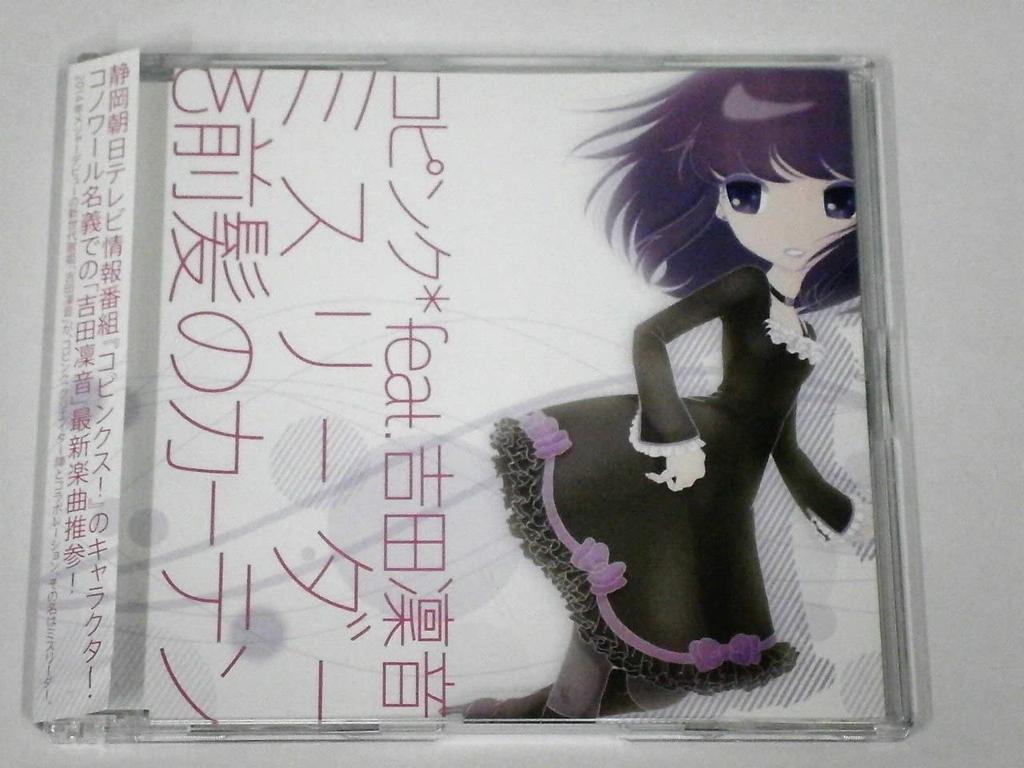 コピンク*feat.吉田凜音
ミスリーダー
ε前髪のカーテン
静岡朝日テレビ情報番組『コピンクス!』のキャラクター・
コノワール名義での「吉田凜音」最新楽曲推参!